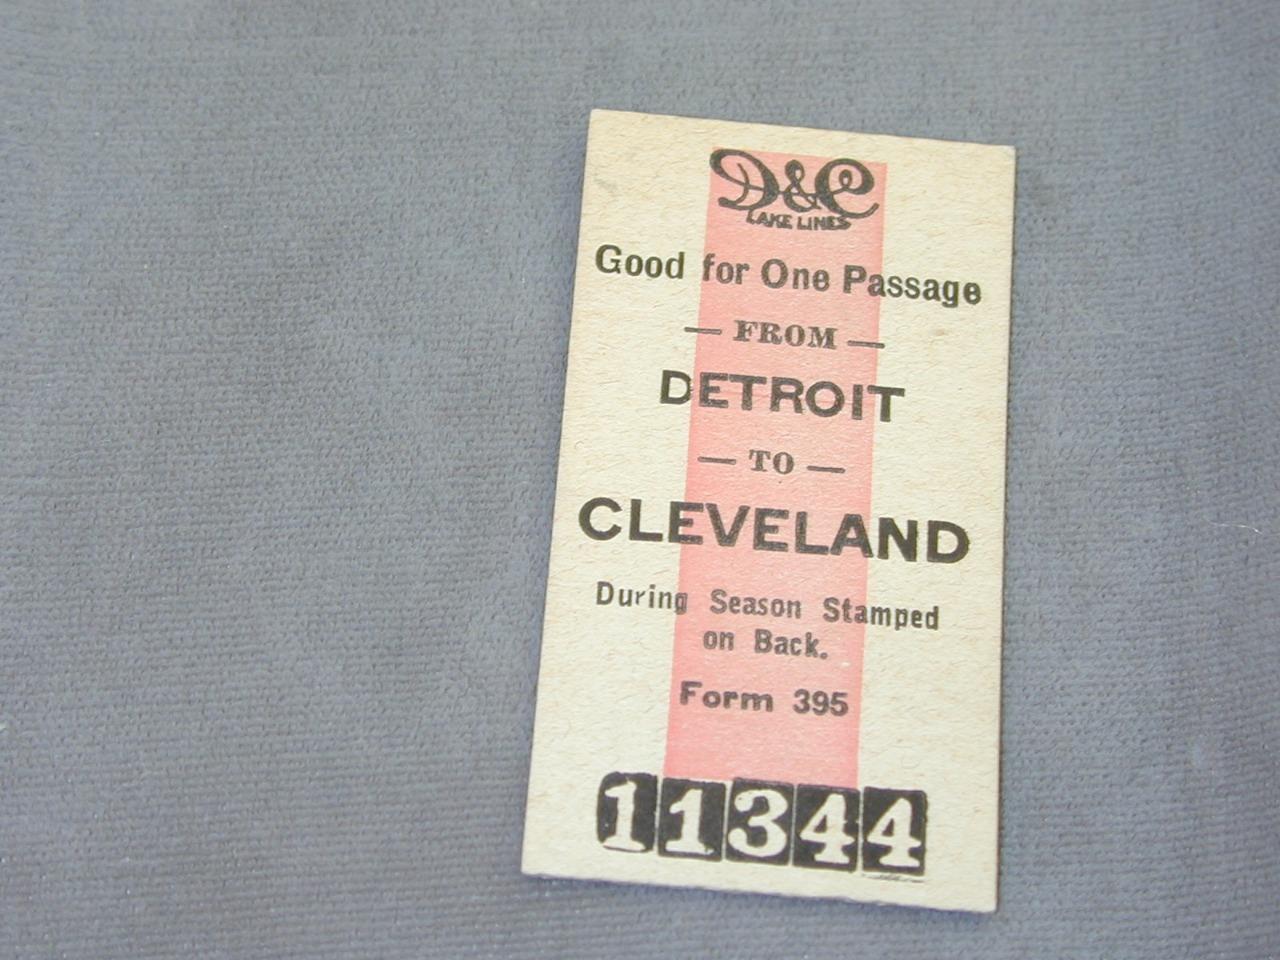 D&C
LAKE LINES
Good for One Passage
— FROM —
DETROIT
— TO —
CLEVELAND
During Season Stamped
on Back.
Form 395
11344